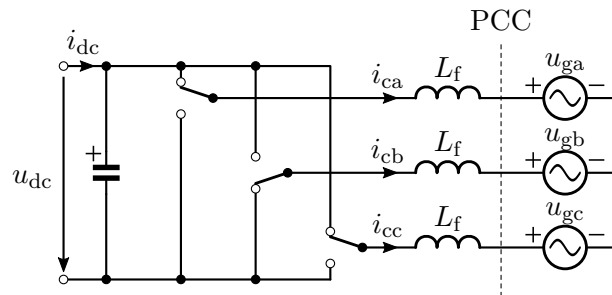 PCC
i_dc i_ca L_f u_ga
+ −
+ u_dc i_cb L_f u_gb
+ −
i_cc L_f u_gc
+ −